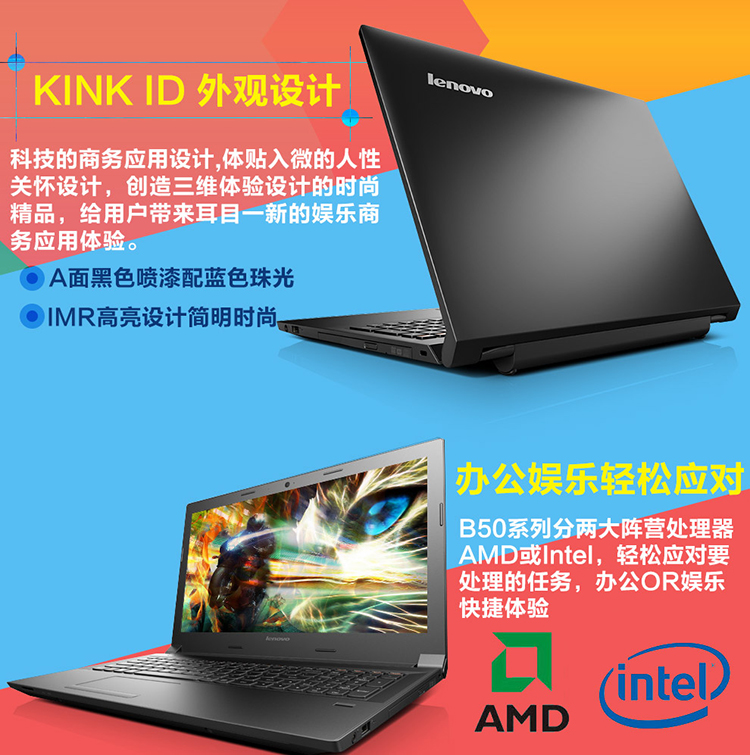 lenovo
KINK ID 外观设计
科技的商务应用设计,体贴入微的人性
关怀设计，创造三维体验设计的时尚
精品，给用户带来耳目一新的娱乐商
务应用体验。
A面黑色喷漆配蓝色珠光
IMR高亮设计简明时尚
办公娱乐轻松应对
B50系列分两大阵营处理器
AMD或Intel，轻松应对要
处理的任务，办公OR娱乐
快捷体验
lenovo
AMD
intel